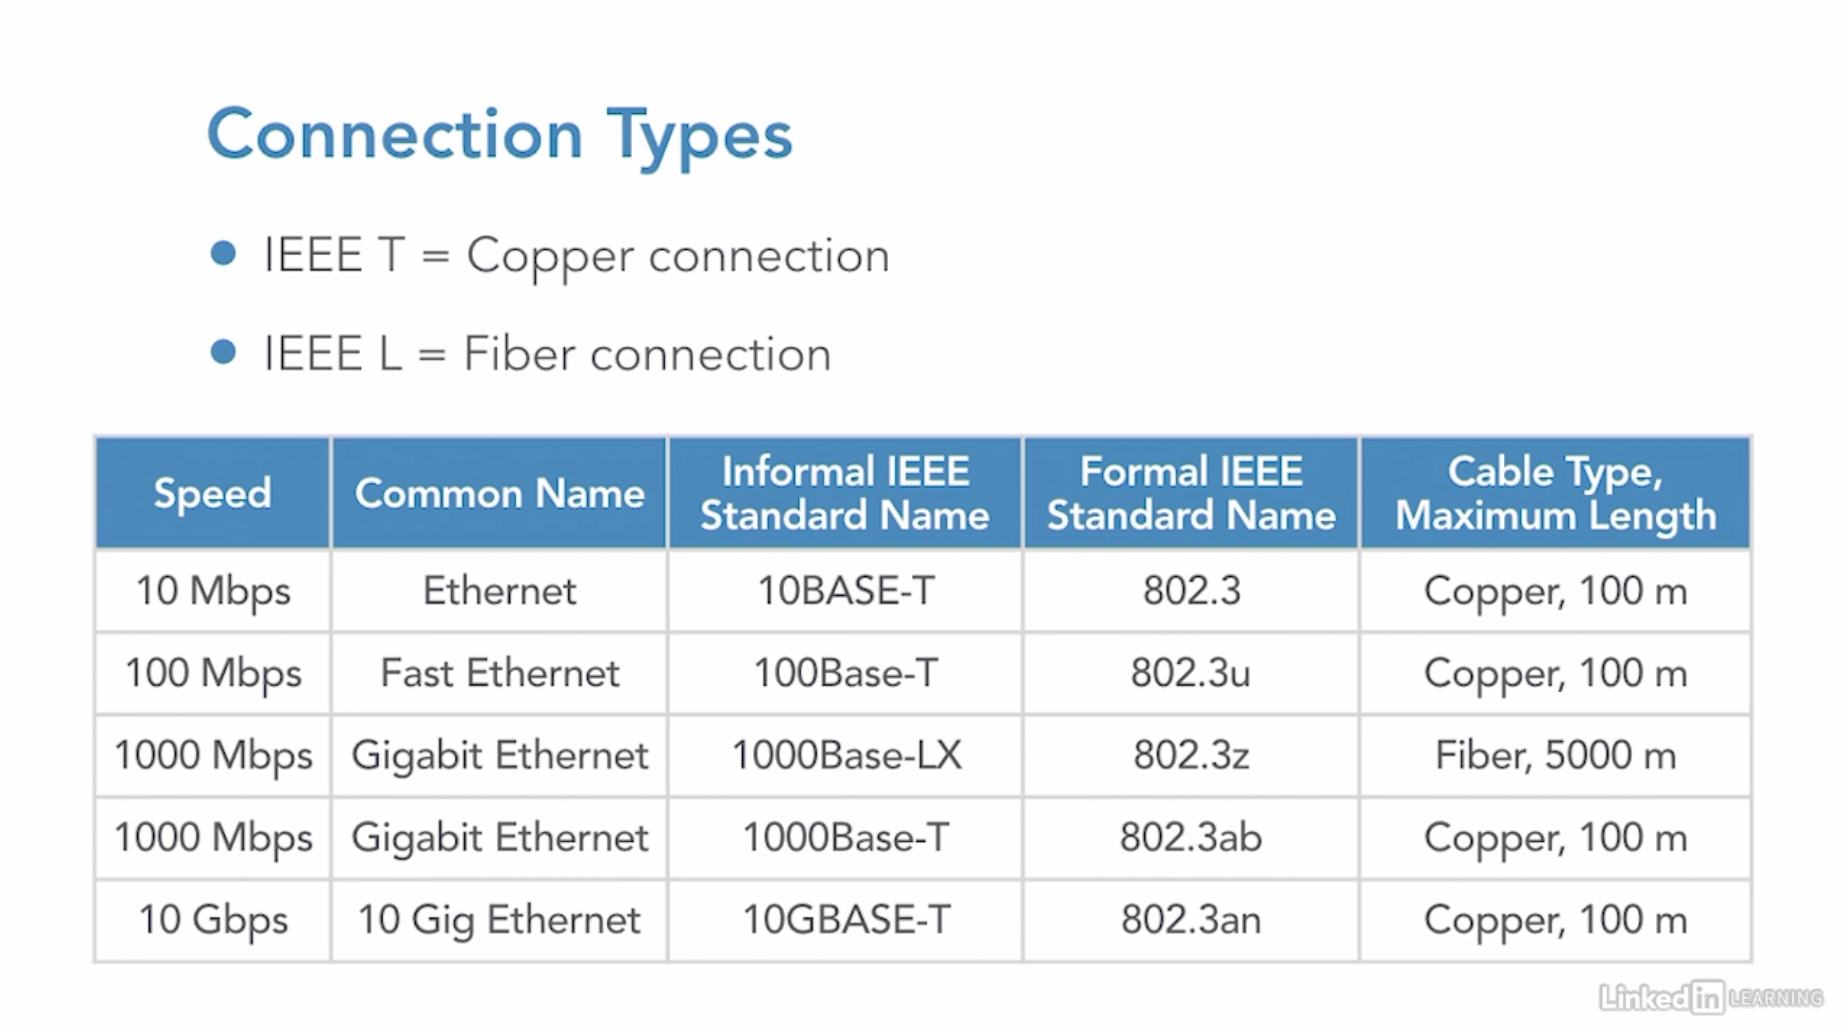 Connection Types
IEEE T = Copper connection
IEEE L = Fiber connection
Speed
Common Name
Informal IEEE
Standard Name
Formal IEEE
Standard Name
Cable Type,
Maximum Length
10 Mbps
Ethernet
10BASE-T
802.3
Copper, 100 m
100 Mbps
Fast Ethernet
100Base-T
802.3u
Copper, 100 m
1000 Mbps
Gigabit Ethernet
1000Base-LX
802.3z
Fiber, 5000 m
1000 Mbps
Gigabit Ethernet
1000Base-T
802.3ab
Copper, 100 m
10 Gbps
10 Gig Ethernet
10GBASE-T
802.3an
Copper, 100 m
Linked in LEARNING